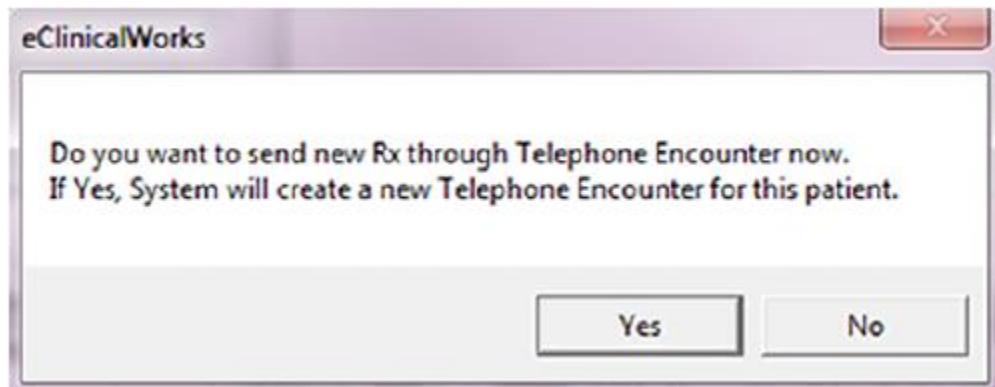 eClinicalWorks
Do you want to send new Rx through Telephone Encounter now.
If Yes, System will create a new Telephone Encounter for this patient.
Yes
No